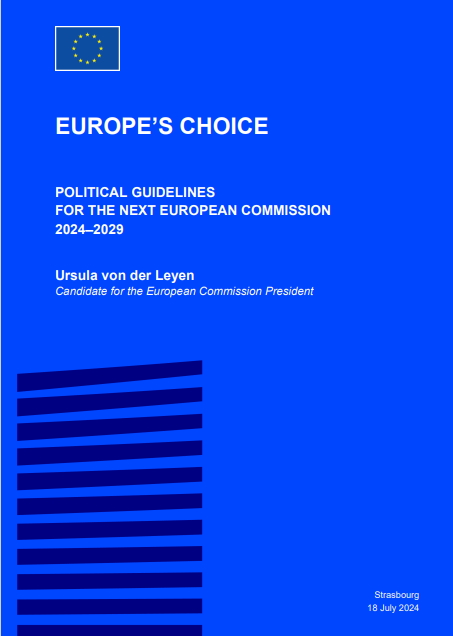 EUROPE’S CHOICE
POLITICAL GUIDELINES
FOR THE NEXT EUROPEAN COMMISSION
2024–2029
Ursula von der Leyen
Candidate for the European Commission President
Strasbourg
18 July 2024